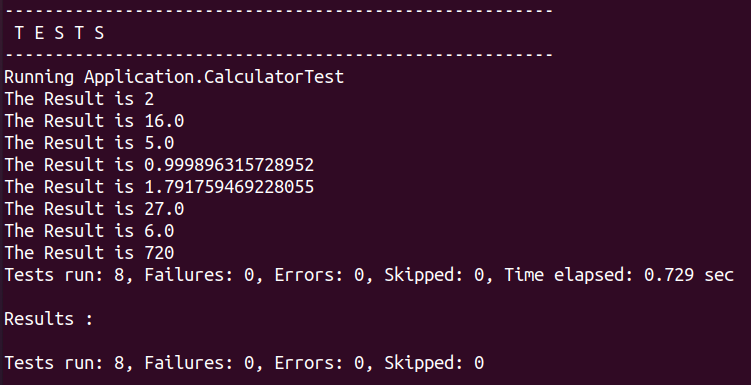 -------------------------------------------------------
T E S T S
-------------------------------------------------------
Running Application.CalculatorTest
The Result is 2
The Result is 16.0
The Result is 5.0
The Result is 0.999896315728952
The Result is 1.791759469228055
The Result is 27.0
The Result is 6.0
The Result is 720
Tests run: 8, Failures: 0, Errors: 0, Skipped: 0, Time elapsed: 0.729 sec
Results :
Tests run: 8, Failures: 0, Errors: 0, Skipped: 0